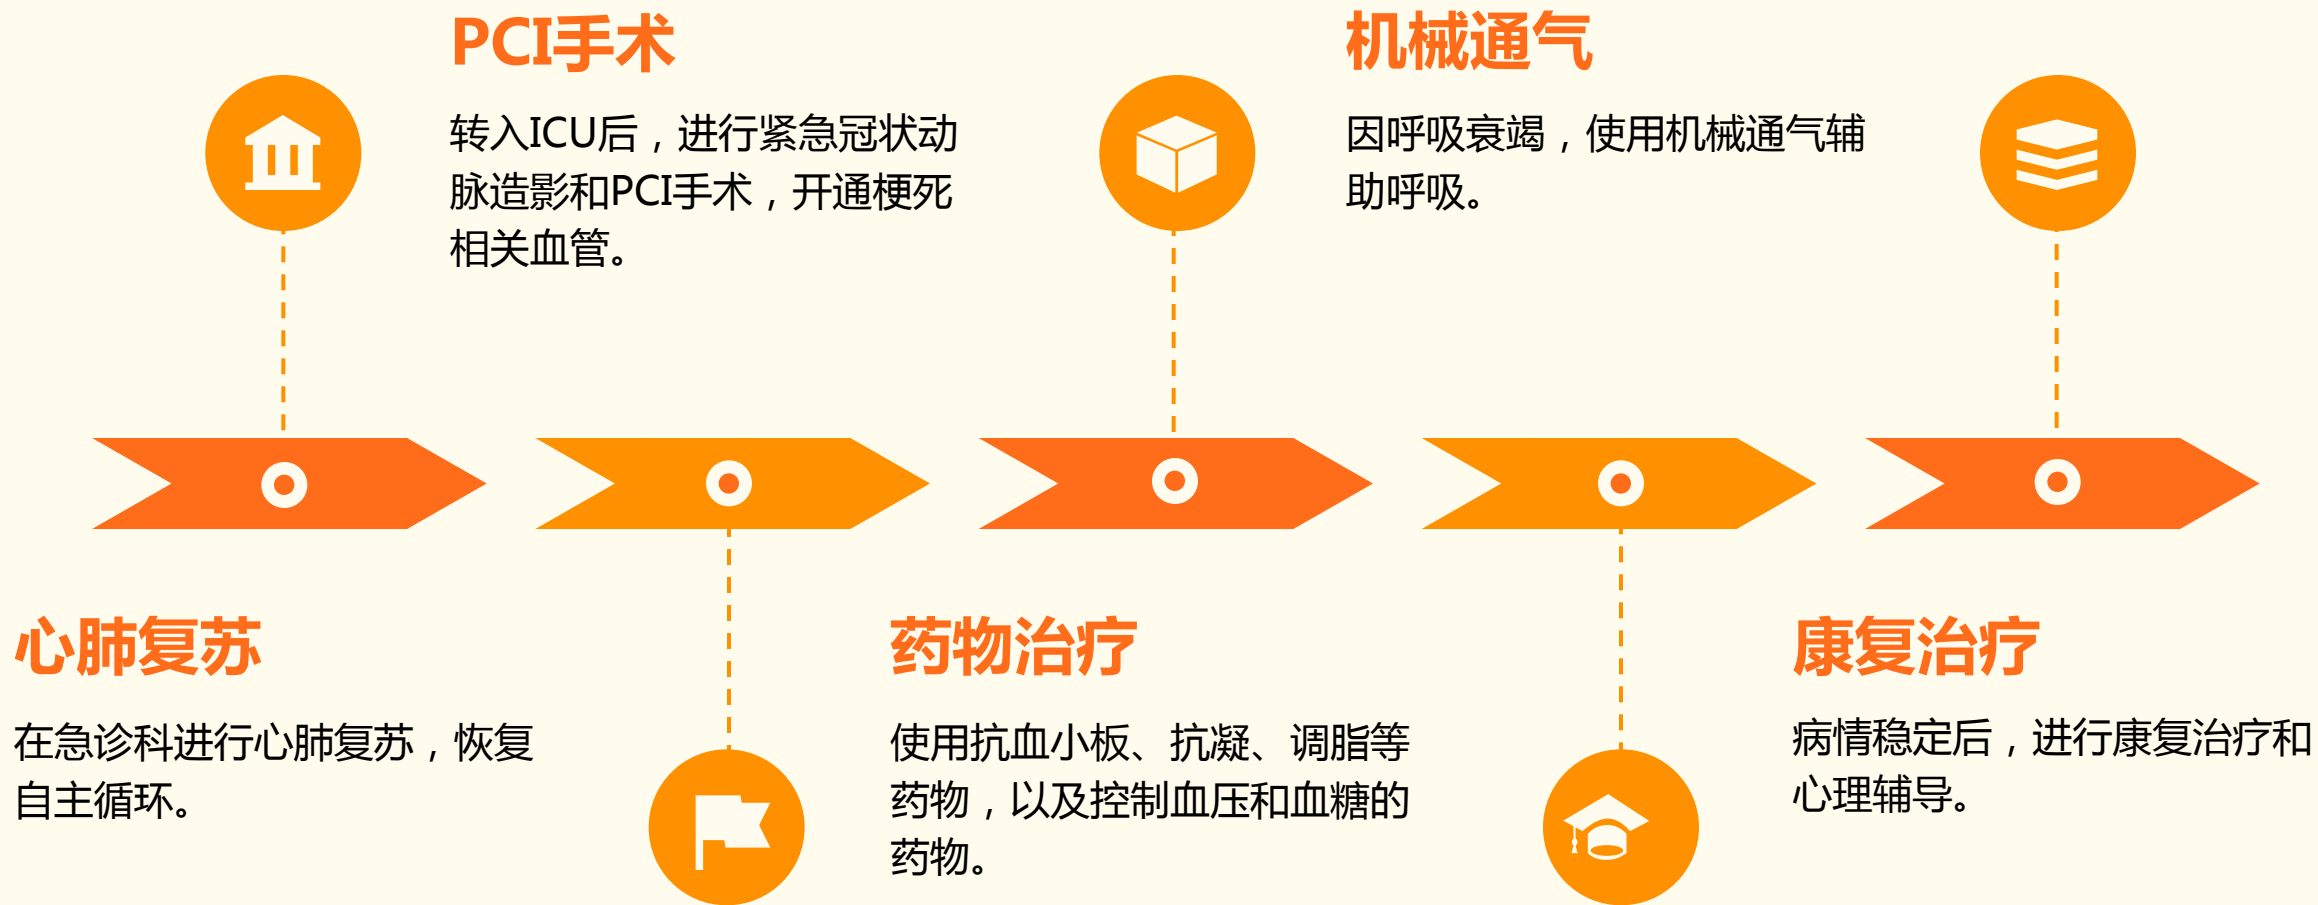 PCI手术
转入ICU后，进行紧急冠状动
脉造影和PCI手术，开通梗死
相关血管。
机械通气
因呼吸衰竭，使用机械通气辅
助呼吸。
心肺复苏
在急诊科进行心肺复苏，恢复
自主循环。
药物治疗
使用抗血小板、抗凝、调脂等
药物，以及控制血压和血糖的
药物。
康复治疗
病情稳定后，进行康复治疗和
心理辅导。